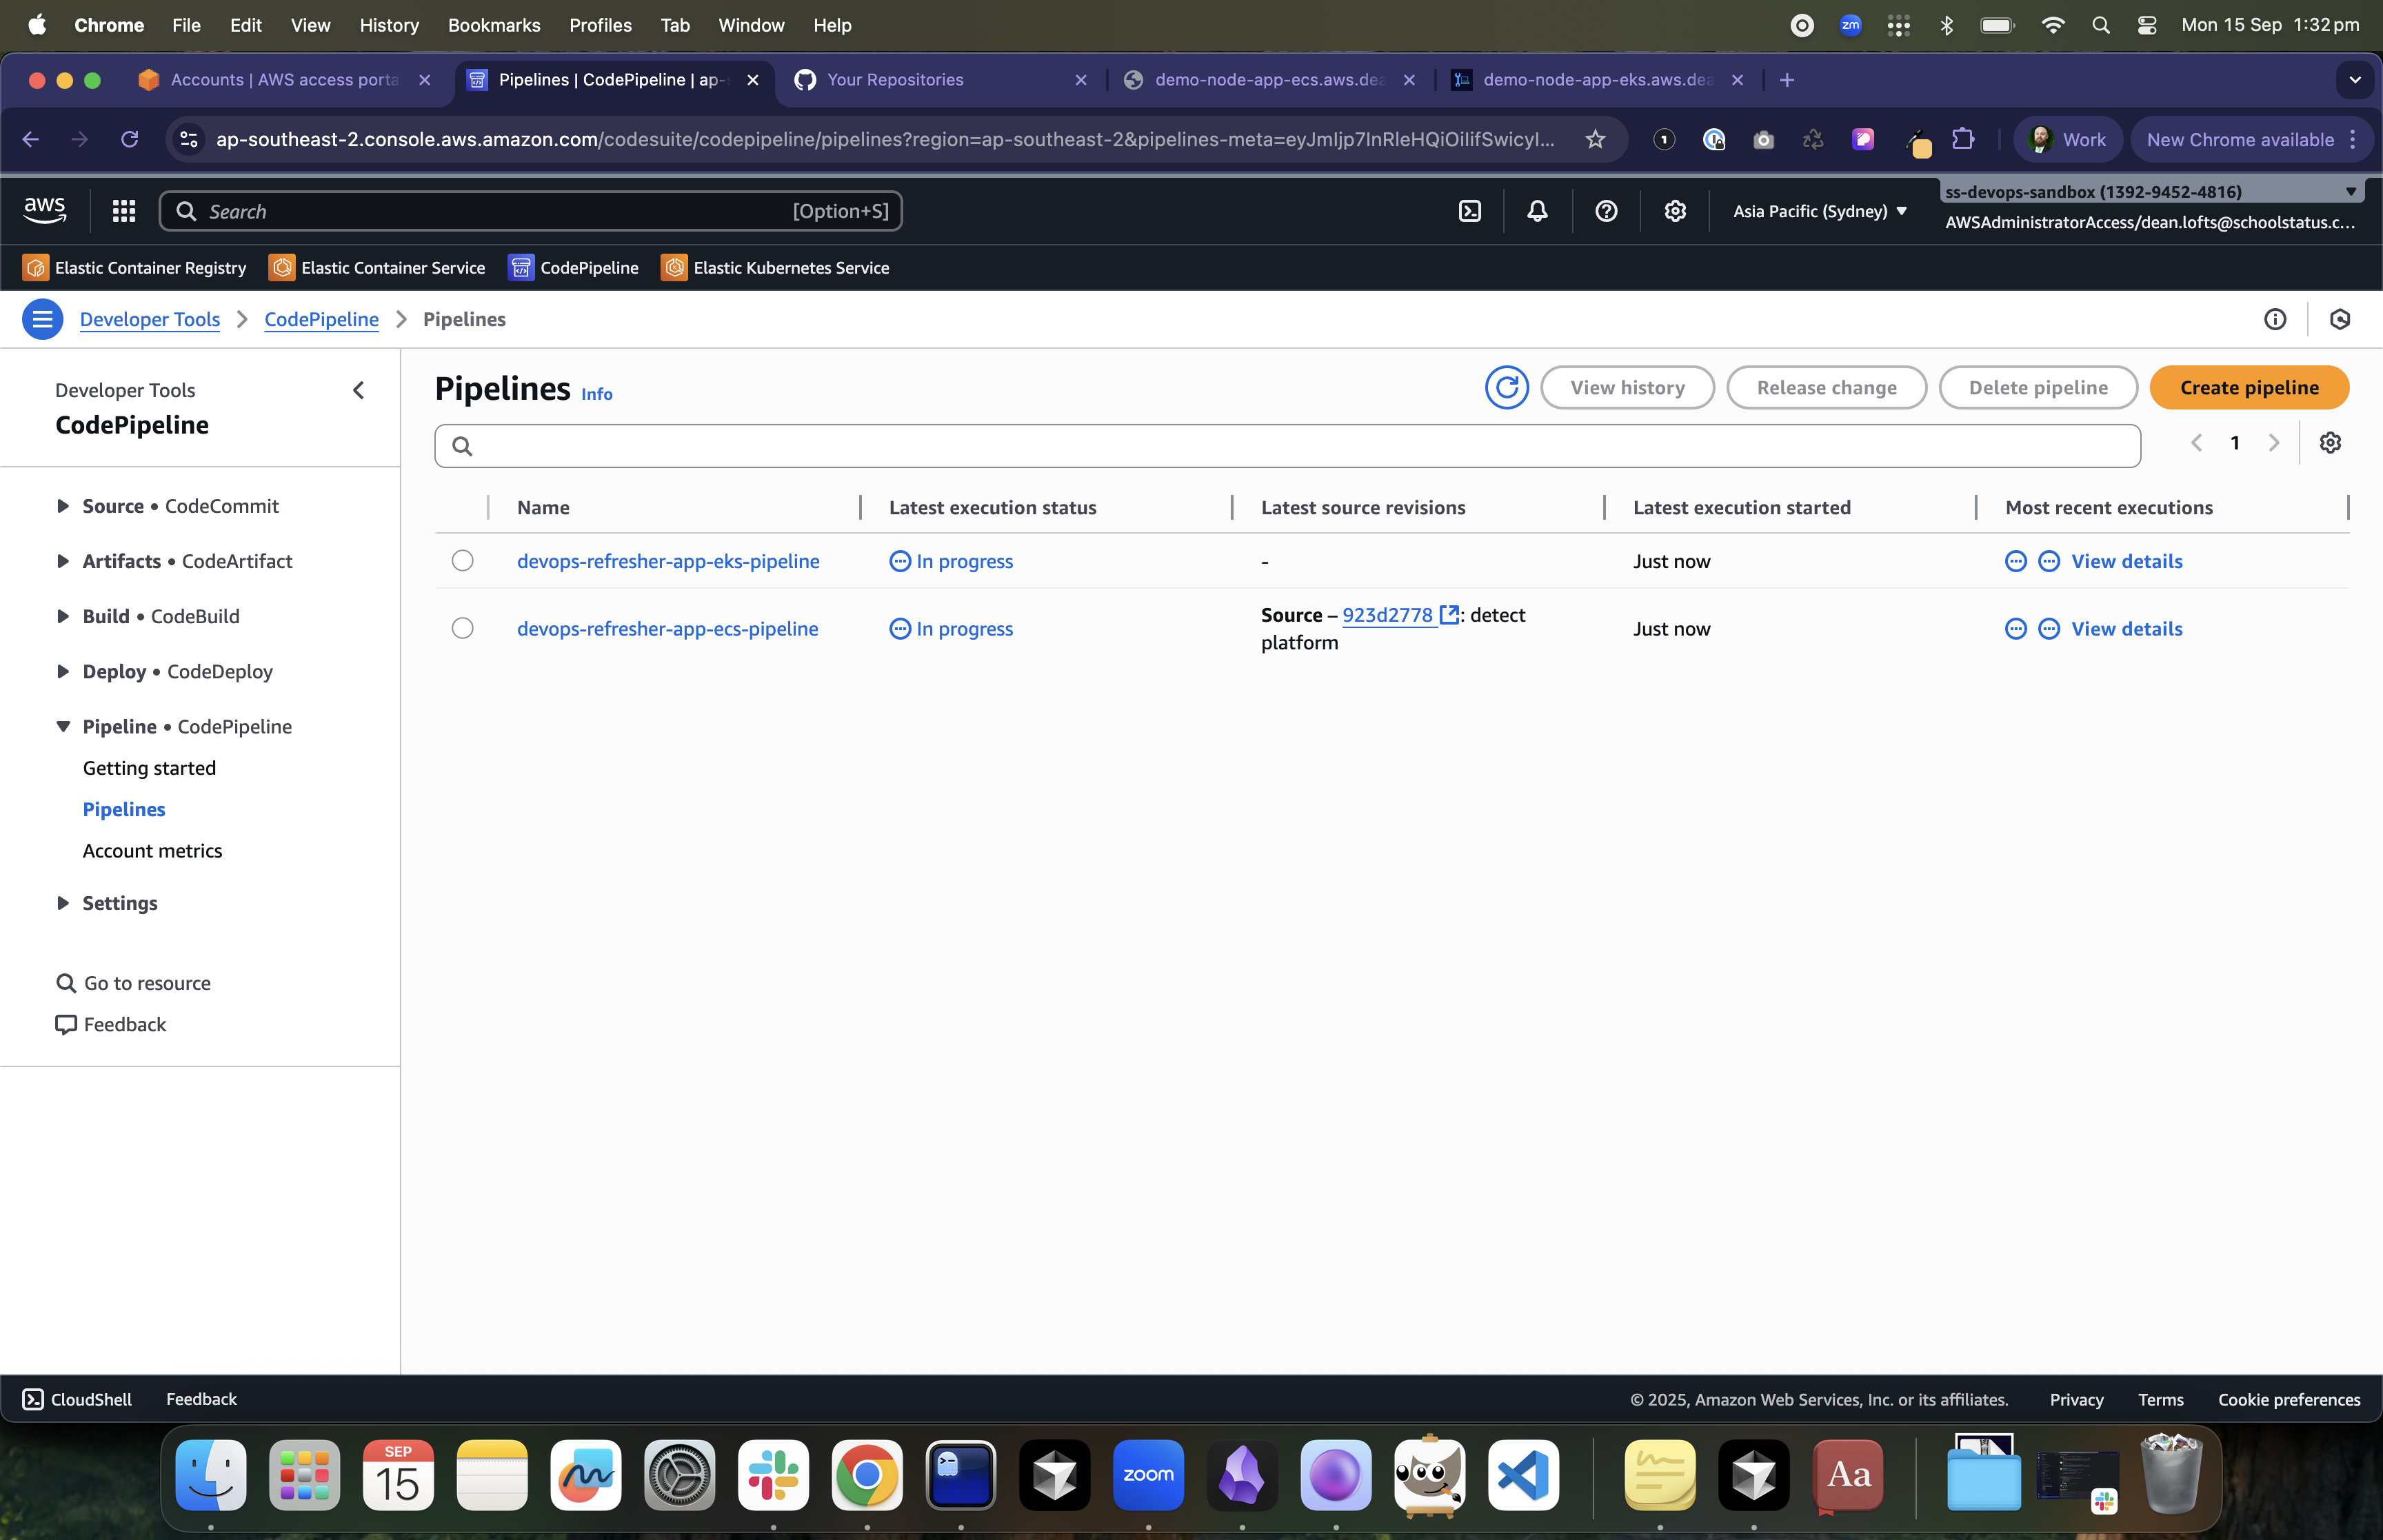 Chrome File Edit View History Bookmarks Profiles Tab Window Help
zm
Mon 15 Sep 1:32 pm
Accounts | AWS access porta
Pipelines | CodePipeline | ap-
Your Repositories
demo-node-app-ecs.aws.dea
demo-node-app-eks.aws.dea
ap-southeast-2.console.aws.amazon.com/codesuite/codepipeline/pipelines?region=ap-southeast-2&pipelines-meta=eyJmIjp7InRleHQiOiIifSwicyI...
Work
New Chrome available
aws
Search
[Option+S]
Asia Pacific (Sydney)
ss-devops-sandbox (1392-9452-4816)
AWSAdministratorAccess/dean.lofts@schoolstatus.c...
Elastic Container Registry
Elastic Container Service
CodePipeline
Elastic Kubernetes Service
Developer Tools
CodePipeline
Pipelines
Developer Tools
CodePipeline
Source • CodeCommit
Artifacts • CodeArtifact
Build • CodeBuild
Deploy • CodeDeploy
Pipeline • CodePipeline
Getting started
Pipelines
Account metrics
Settings
Go to resource
Feedback
Pipelines Info
View history
Release change
Delete pipeline
Create pipeline
1
Name
Latest execution status
Latest source revisions
Latest execution started
Most recent executions
devops-refresher-app-eks-pipeline
In progress
-
Just now
View details
devops-refresher-app-ecs-pipeline
In progress
Source – 923d2778 : detect
platform
Just now
View details
CloudShell
Feedback
© 2025, Amazon Web Services, Inc. or its affiliates.
Privacy
Terms
Cookie preferences
SEP
15
zoom
Aa